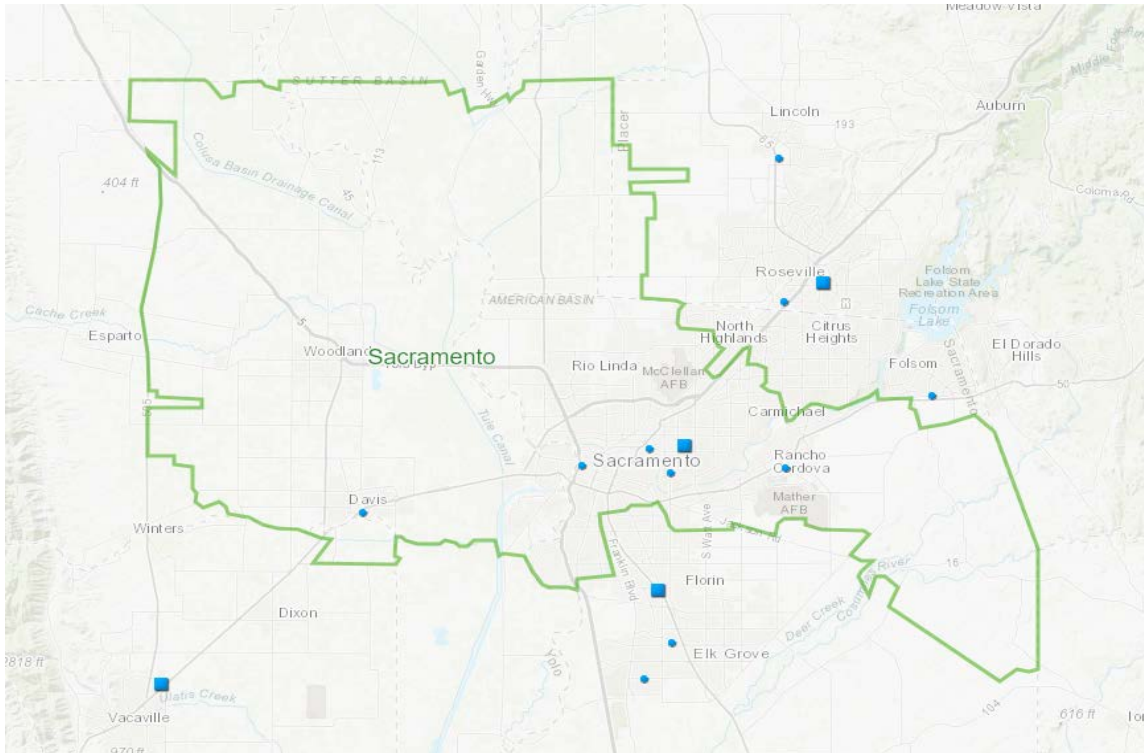 Meadow Vista
SUTTER BASIN
Garden Hwy
Middle Fork
Auburn
Lincoln
193
65
Placer
113
Colusa Basin Drainage Canal
45
404 ft
Coloma Rd
Roseville
Folsom
Lake State
Recreation Area
Folsom
Lake
AMERICAN BASIN
Cache Creek
Esparto
5
Woodland
Sacramento
North
Highlands
Citrus
Heights
El Dorado
Hills
Sacramento
Rio Linda
McClellan
AFB
Folsom
50
505
Carmichael
Tule Canal
Sacramento
Rancho
Cordova
Mather
AFB
Davis
Winters
Jackson Rd
S Watt Ave
Franklin Blvd
Florin
River
16
Cosumnes
Deer Creek
Dixon
Elk Grove
Yolo
2818 ft
Ulatis Creek
Vacaville
104
616 ft
970 ft